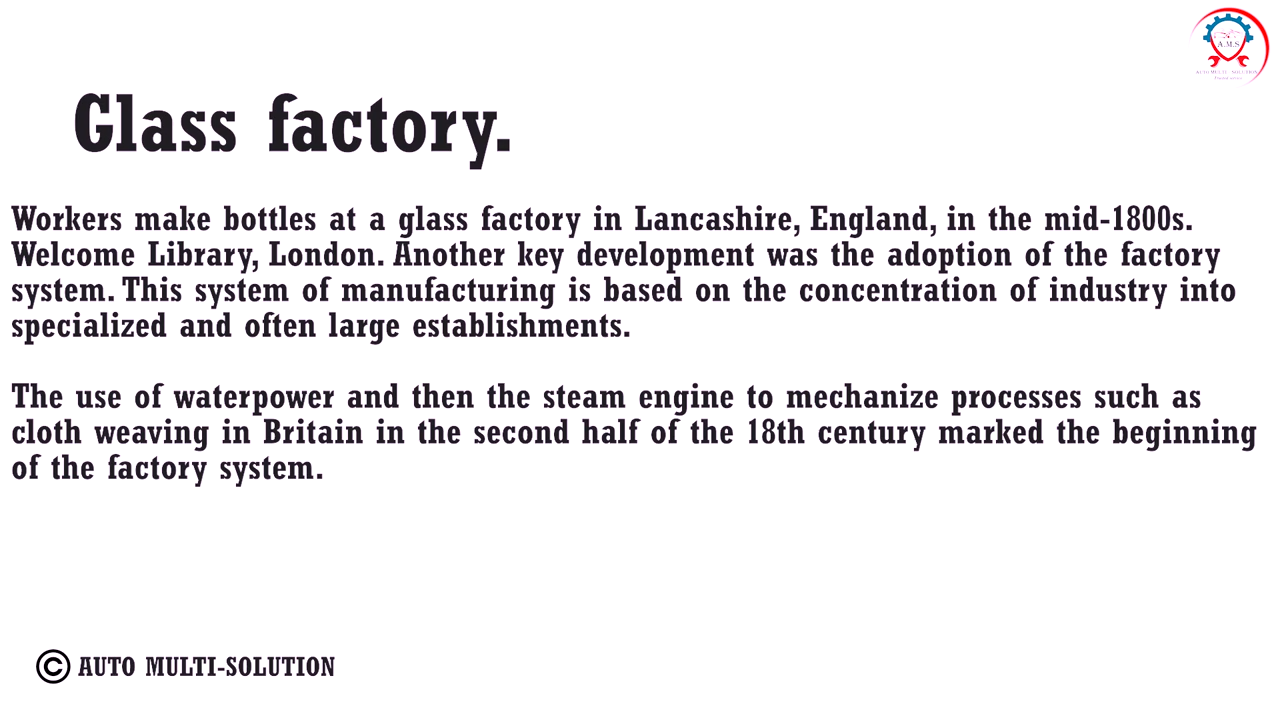 A.M.S
AUTO MULTI - SOLUTION
Glass factory.
Workers make bottles at a glass factory in Lancashire, England, in the mid-1800s.
Welcome Library, London. Another key development was the adoption of the factory
system. This system of manufacturing is based on the concentration of industry into
specialized and often large establishments.
The use of waterpower and then the steam engine to mechanize processes such as
cloth weaving in Britain in the second half of the 18th century marked the beginning
of the factory system.
© AUTO MULTI-SOLUTION